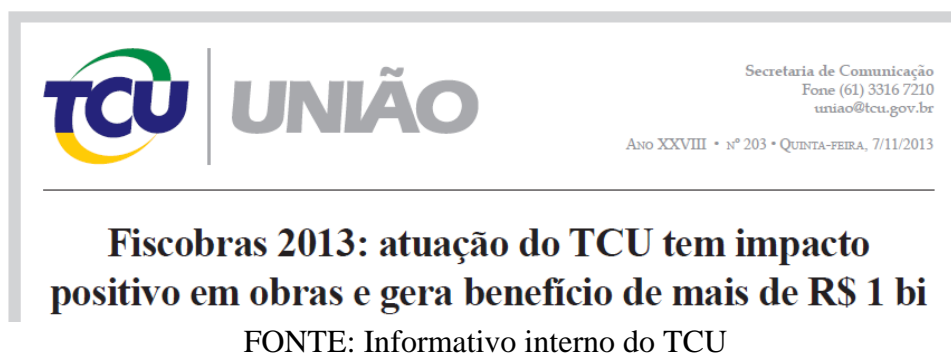 TCU UNIÃO
Secretaria de Comunicação
Fone (61) 3316 7210
uniao@tcu.gov.br
Ano XXVIII • nº 203 • Quinta-feira, 7/11/2013
Fiscobras 2013: atuação do TCU tem impacto
positivo em obras e gera benefício de mais de R$ 1 bi
FONTE: Informativo interno do TCU